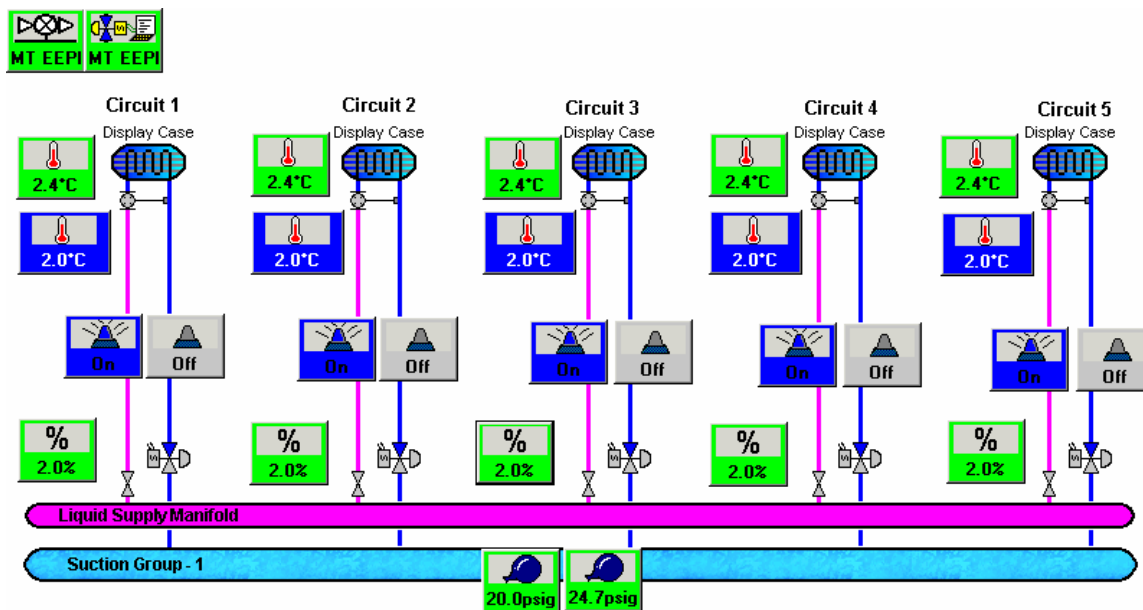 MT EEPI MT EEPI
Circuit 1 Circuit 2 Circuit 3 Circuit 4 Circuit 5
Display Case Display Case Display Case Display Case Display Case
2.4°C 2.4°C 2.4°C 2.4°C 2.4°C
2.0°C 2.0°C 2.0°C 2.0°C 2.0°C
On Off On Off On Off On Off On Off
% % % % %
2.0% 2.0% 2.0% 2.0% 2.0%
S S S S S
Liquid Supply Manifold
Suction Group - 1
20.0psig 24.7psig